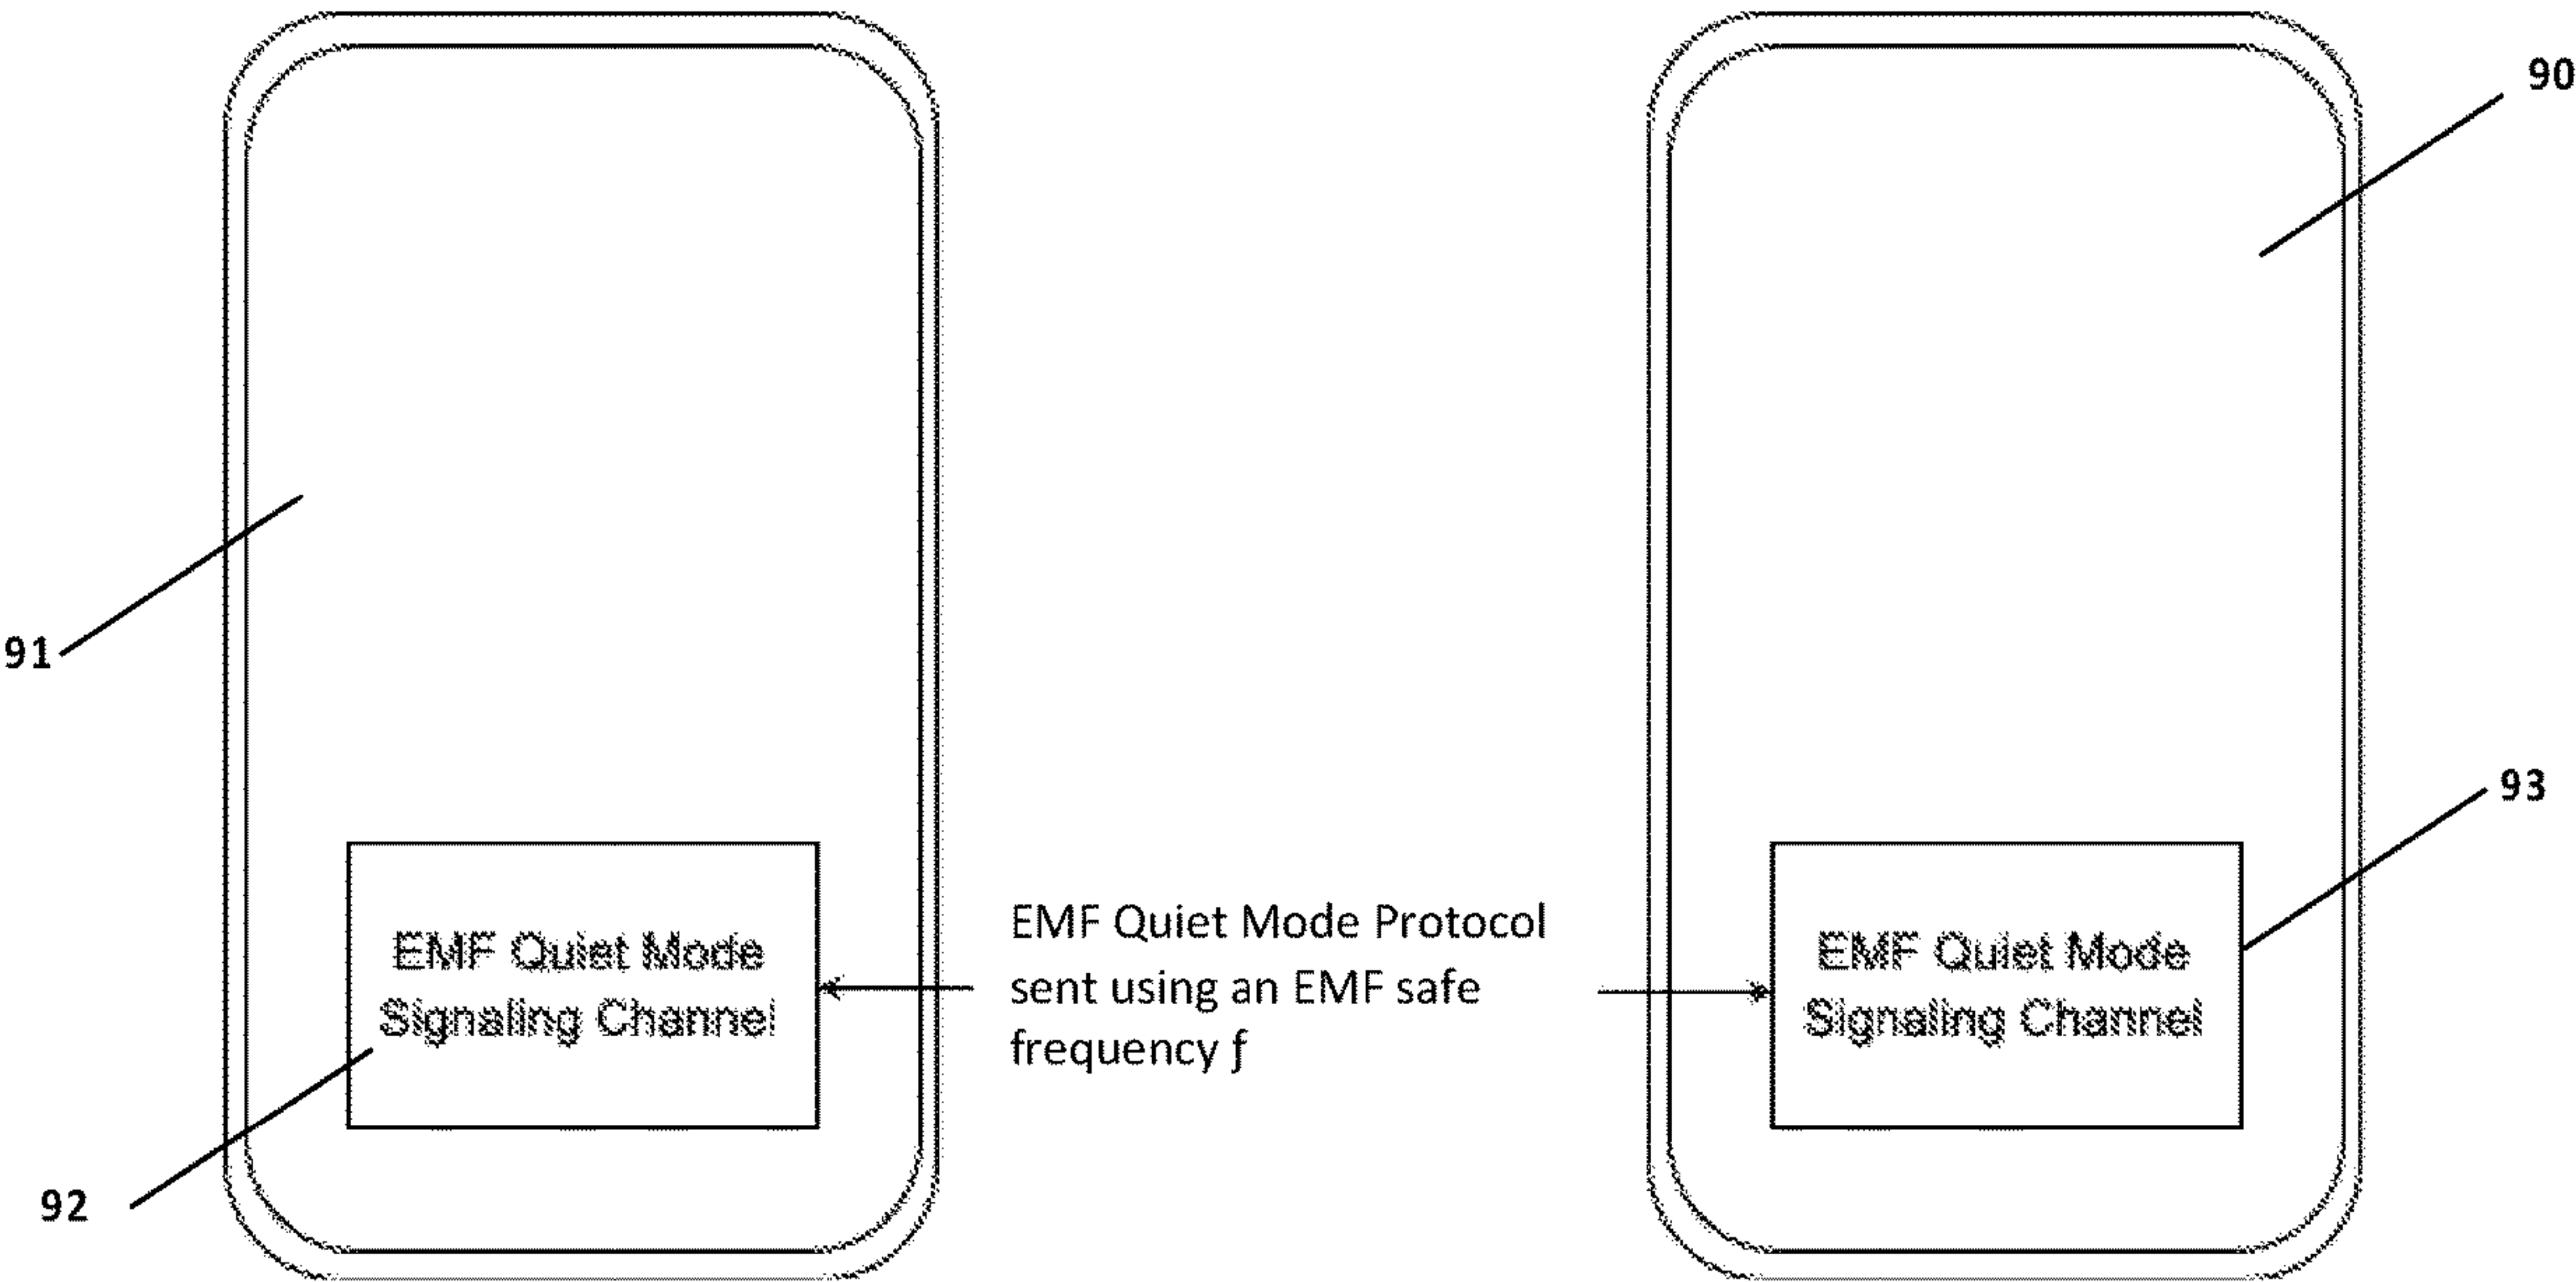 90
91
93
EMF Quiet Mode
Signaling Channel
EMF Quiet Mode Protocol
sent using an EMF safe
frequency ƒ
EMF Quiet Mode
Signaling Channel
92